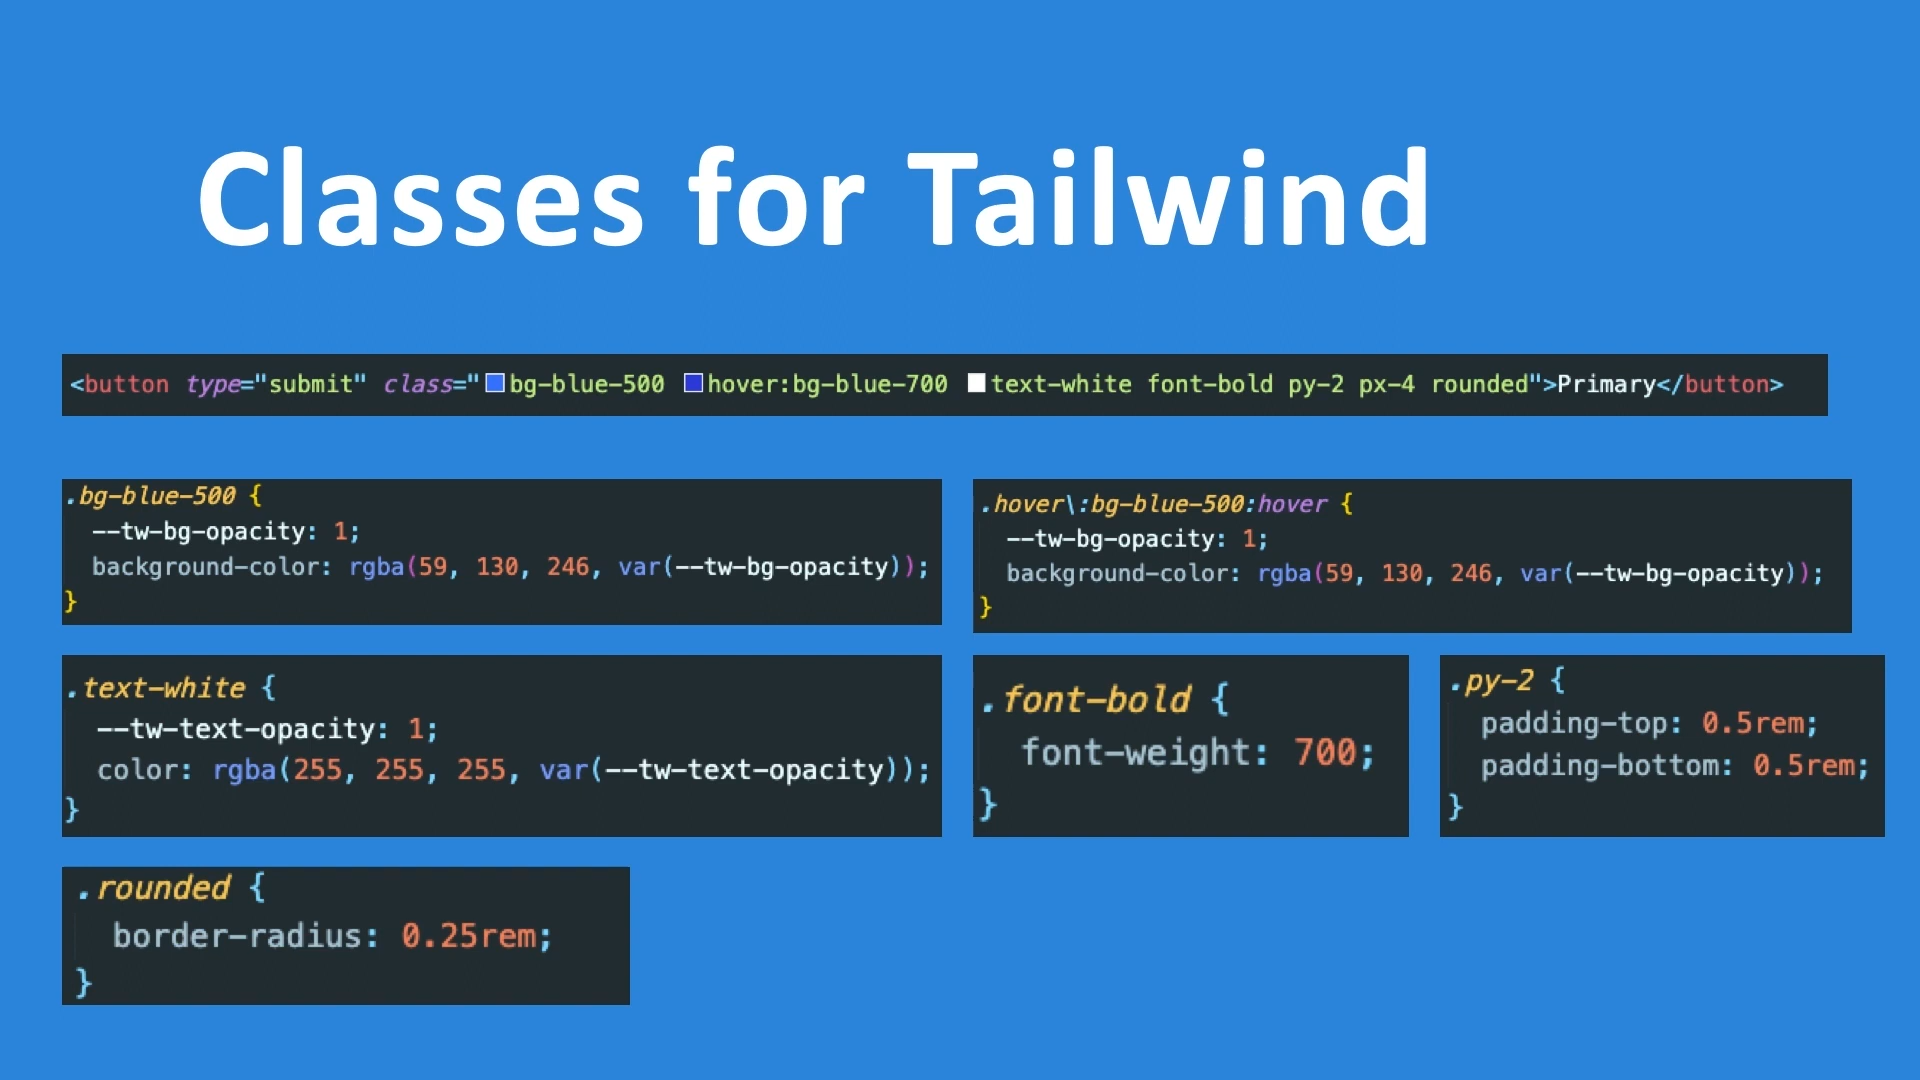 Classes for Tailwind
<button type="submit" class="bg-blue-500 hover:bg-blue-700 text-white font-bold py-2 px-4 rounded">Primary</button>
.bg-blue-500 {
--tw-bg-opacity: 1;
background-color: rgba(59, 130, 246, var(--tw-bg-opacity));
}
.hover\:bg-blue-500:hover {
--tw-bg-opacity: 1;
background-color: rgba(59, 130, 246, var(--tw-bg-opacity));
}
.text-white {
--tw-text-opacity: 1;
color: rgba(255, 255, 255, var(--tw-text-opacity));
}
.font-bold {
font-weight: 700;
}
.py-2 {
padding-top: 0.5rem;
padding-bottom: 0.5rem;
}
.rounded {
border-radius: 0.25rem;
}